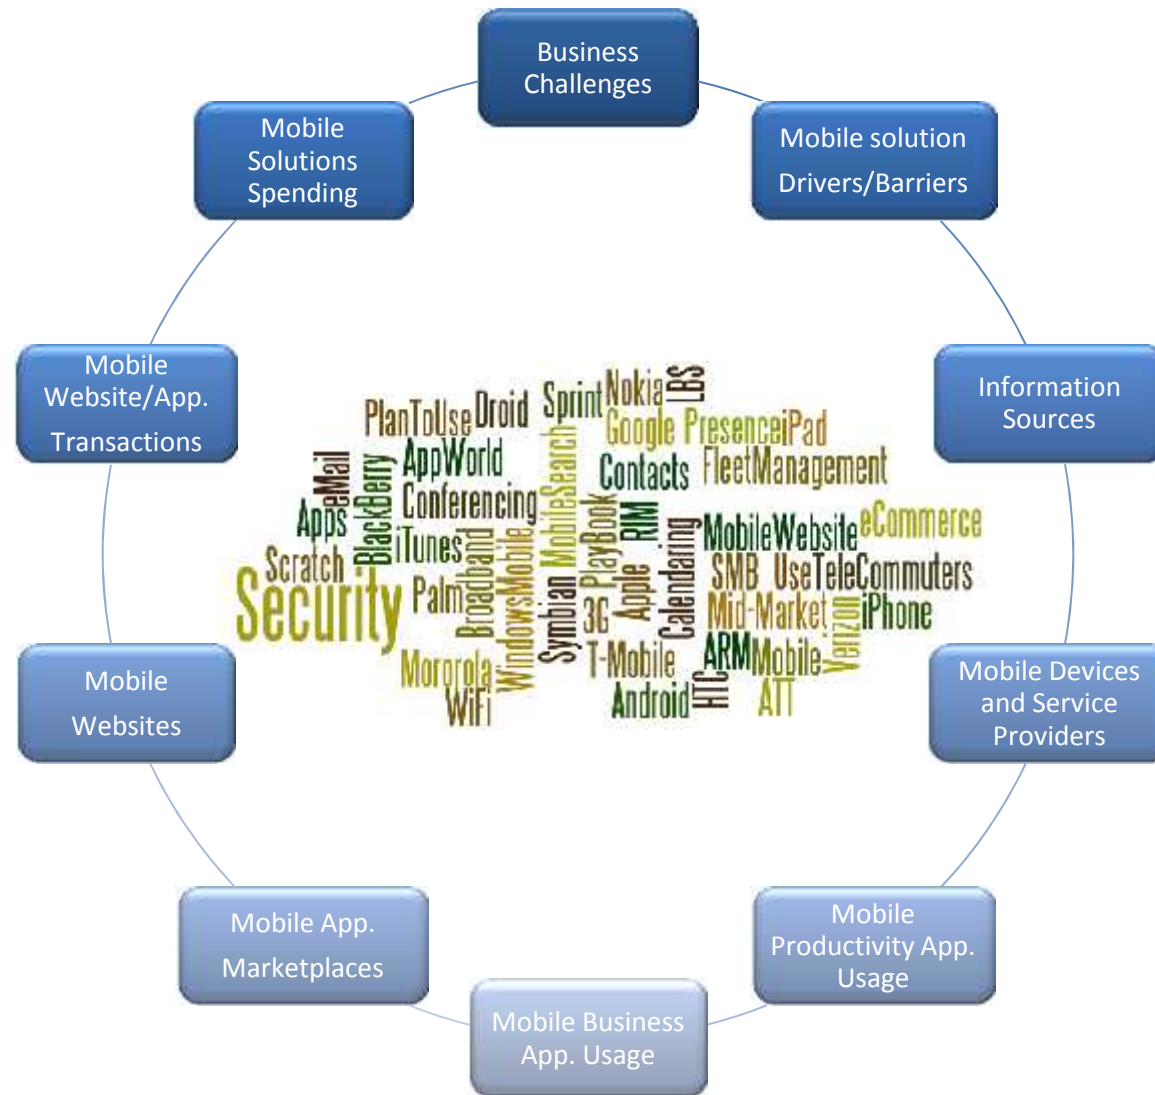 Business
Challenges
Mobile solution
Drivers/Barriers
Information
Sources
Mobile Devices
and Service
Providers
Mobile
Productivity App.
Usage
Mobile Business
App. Usage
Mobile App.
Marketplaces
Mobile
Websites
Mobile
Website/App.
Transactions
Mobile
Solutions
Spending
PlanToUse
Droid
Sprint
Nokia
LBS
Google
Presence
iPad
eMail
BlackBerry
AppWorld
MobileSearch
Contacts
FleetManagement
Apps
Conferencing
iTunes
PlayBook
RIM
Calendaring
MobileWebsite
eCommerce
Scratch
Security
Palm
Broadband
WindowsMobile
Symbian
3G
Apple
SMB
Use
TeleCommuters
Mid-Market
Verizon
iPhone
Mororola
WiFi
T-Mobile
Android
ARM
HTC
Mobile
ATT